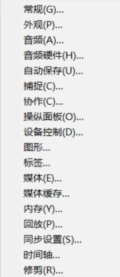 常规(G)...
外观(P)...
音频(A)...
音频硬件(H)...
自动保存(U)...
捕捉(C)...
协作(C)...
操纵面板(O)...
设备控制(D)...
图形...
标签...
媒体(E)...
媒体缓存...
内存(Y)...
回放(P)...
同步设置(S)...
时间轴...
修剪(R)...